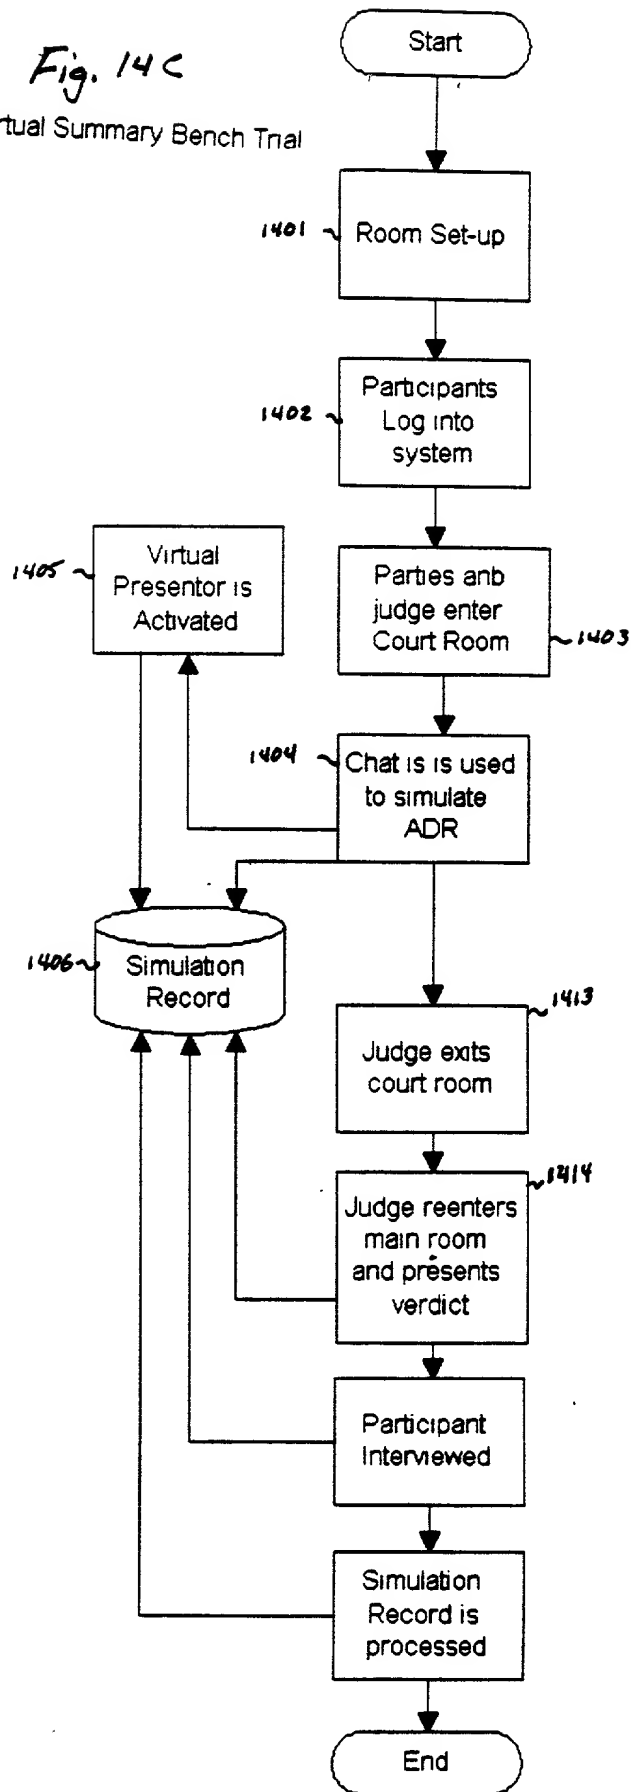 Fig. 14C
rtual Summary Bench Trial
Start
1401
Room Set-up
1402
Participants
Log into
system
1405
Virtual
Presentor is
Activated
Parties anb
judge enter
Court Room
1403
1404
Chat is is used
to simulate
ADR
1406
Simulation
Record
1413
Judge exits
court room
1414
Judge reenters
main room
and presents
verdict
Participant
Interviewed
Simulation
Record is
processed
End